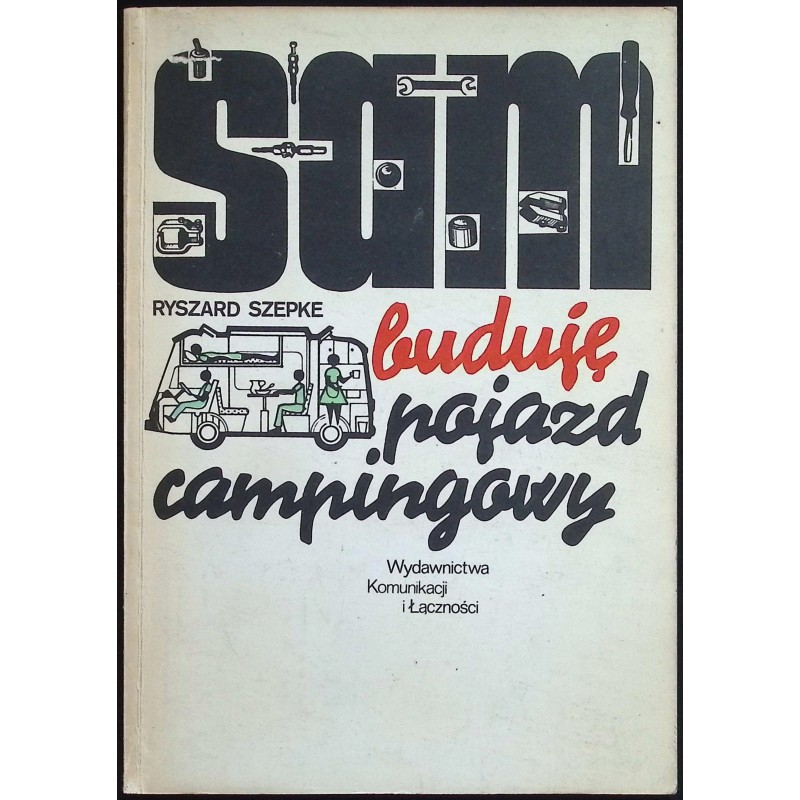 sam
RYSZARD SZEPKE
buduję
pojazd
campingowy
Wydawnictwa
Komunikacji
i Łączności